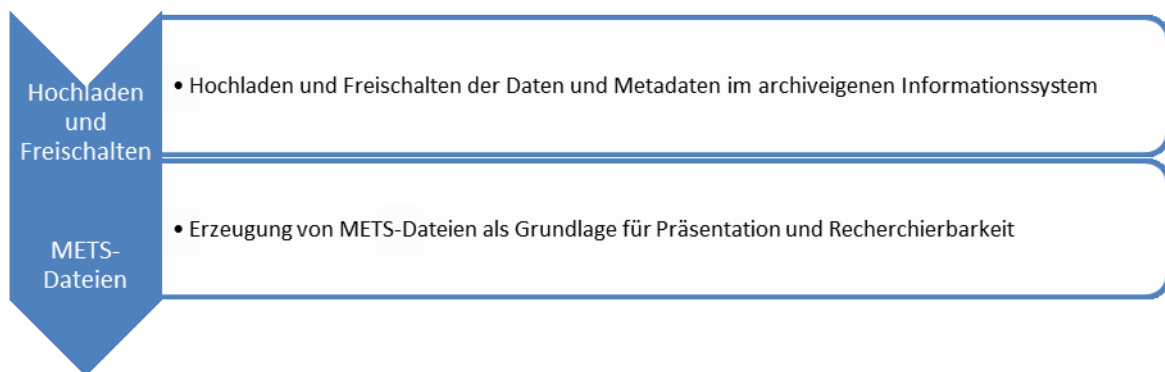 Hochladen
und
Freischalten
• Hochladen und Freischalten der Daten und Metadaten im archiveigenen Informationssystem
METS-
Dateien
• Erzeugung von METS-Dateien als Grundlage für Präsentation und Recherchierbarkeit